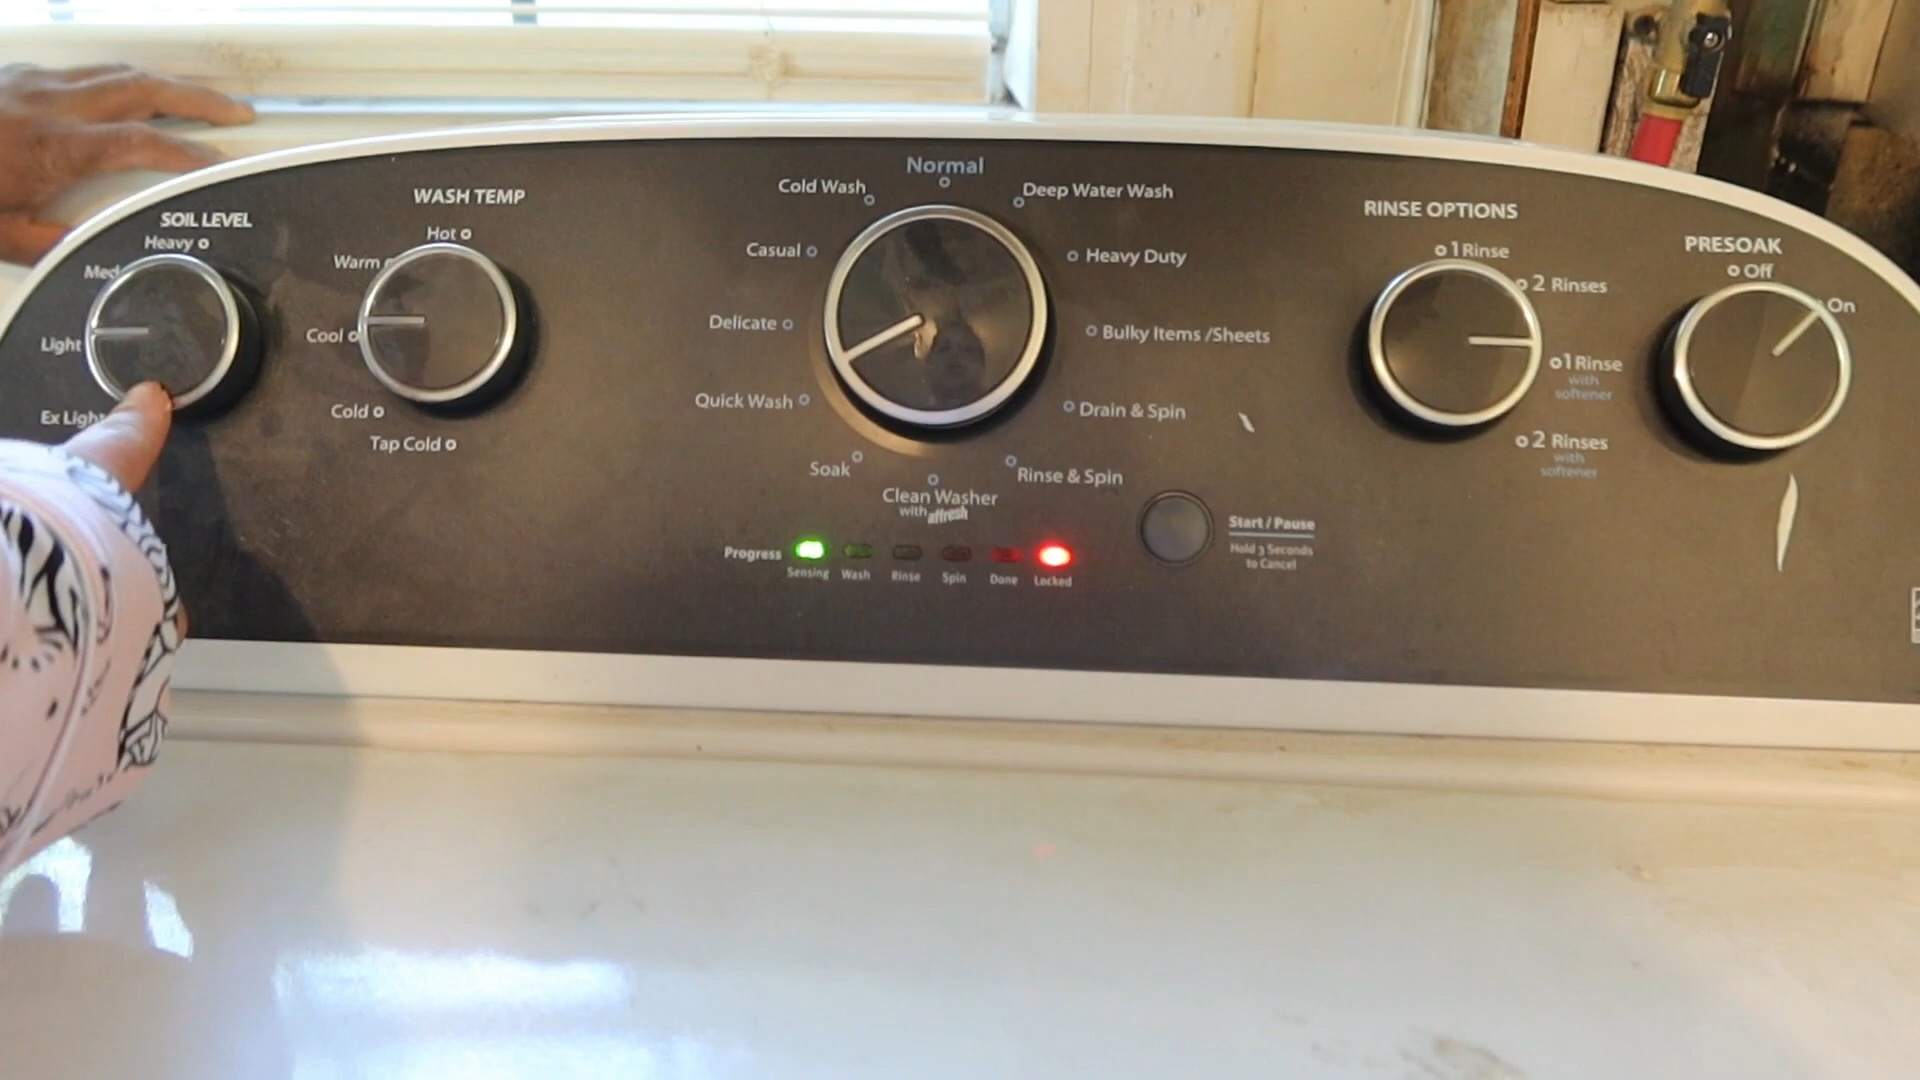 SOIL LEVEL
Heavy
Med
Light
Ex Light
WASH TEMP
Hot
Warm
Cool
Cold
Tap Cold
Normal
Cold Wash
Deep Water Wash
Casual
Heavy Duty
Delicate
Bulky Items /Sheets
Quick Wash
Drain & Spin
Soak
Rinse & Spin
Clean Washer
with affresh
Progress
Sensing
Wash
Rinse
Spin
Done
Locked
Start / Pause
Hold 3 Seconds
to Cancel
RINSE OPTIONS
1 Rinse
2 Rinses
1 Rinse
with
softener
2 Rinses
with
softener
PRESOAK
Off
On